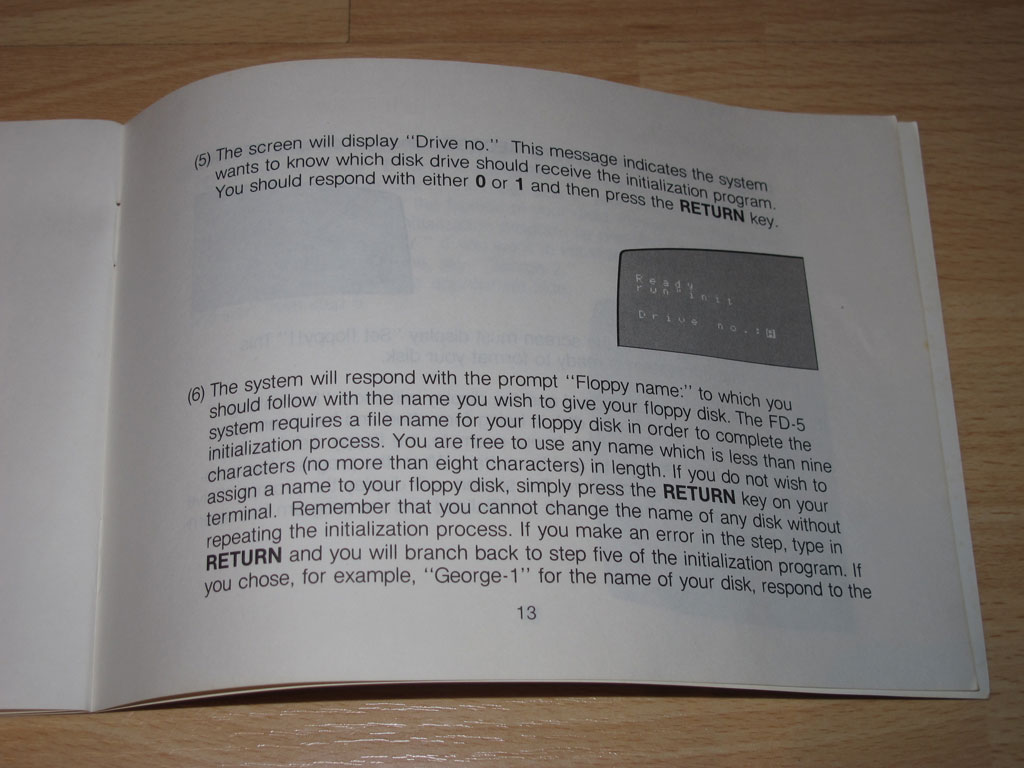 (5) The screen will display "Drive no." This message indicates the system
wants to know which disk drive should receive the initialization program.
You should respond with either 0 or 1 and then press the RETURN key.
Ready
run"init
Drive no.:H
(6) The system will respond with the prompt "Floppy name:" to which you
should follow with the name you wish to give your floppy disk. The FD-5
system requires a file name for your floppy disk in order to complete the
initialization process. You are free to use any name which is less than nine
characters (no more than eight characters) in length. If you do not wish to
assign a name to your floppy disk, simply press the RETURN key on your
terminal. Remember that you cannot change the name of any disk without
repeating the initialization process. If you make an error in the step, type in
RETURN and you will branch back to step five of the initialization program. If
you chose, for example, "George-1" for the name of your disk, respond to the
13